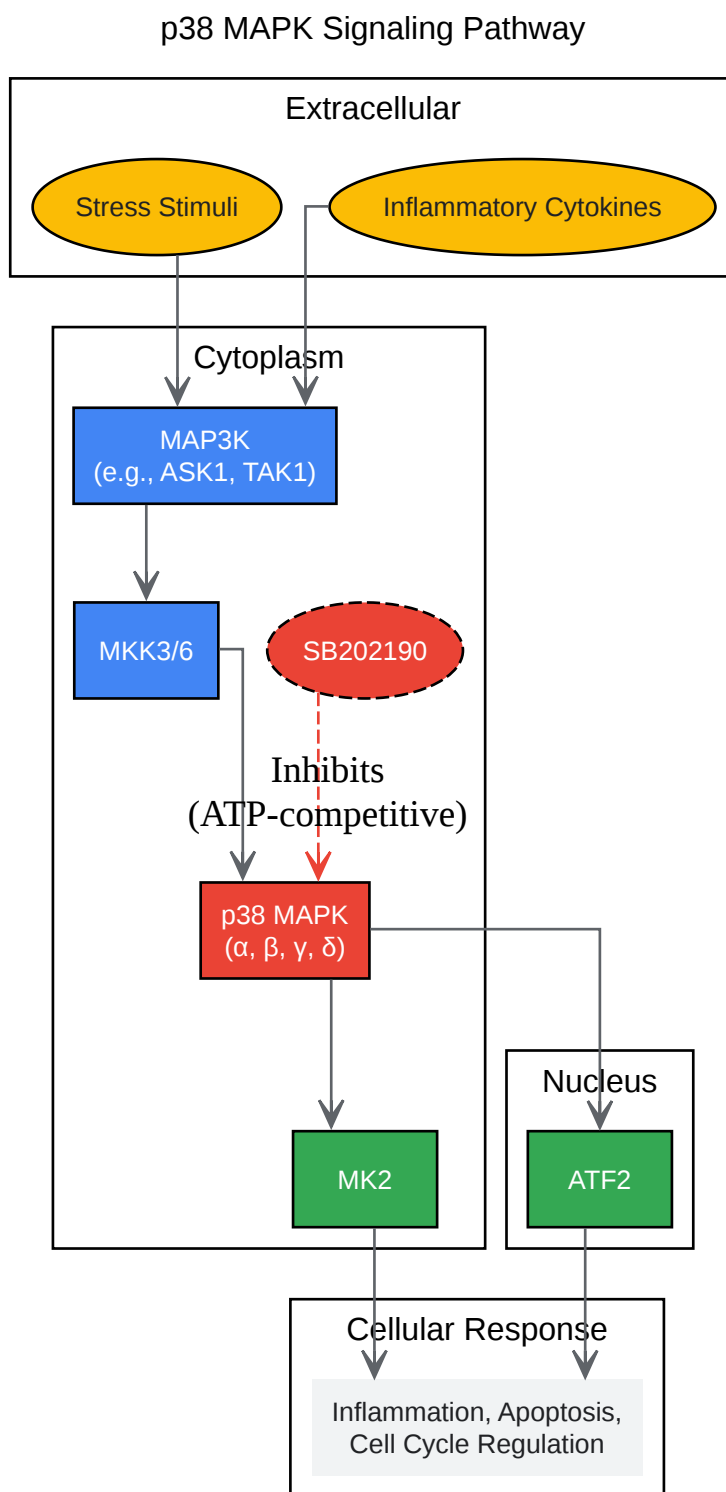 p38 MAPK Signaling Pathway
Extracellular
Stress Stimuli
Inflammatory Cytokines
Cytoplasm
MAP3K
(e.g., ASK1, TAK1)
MKK3/6
SB202190
Inhibits
(ATP-competitive)
p38 MAPK
(α, β, γ, δ)
Nucleus
MK2
ATF2
Cellular Response
Inflammation, Apoptosis,
Cell Cycle Regulation